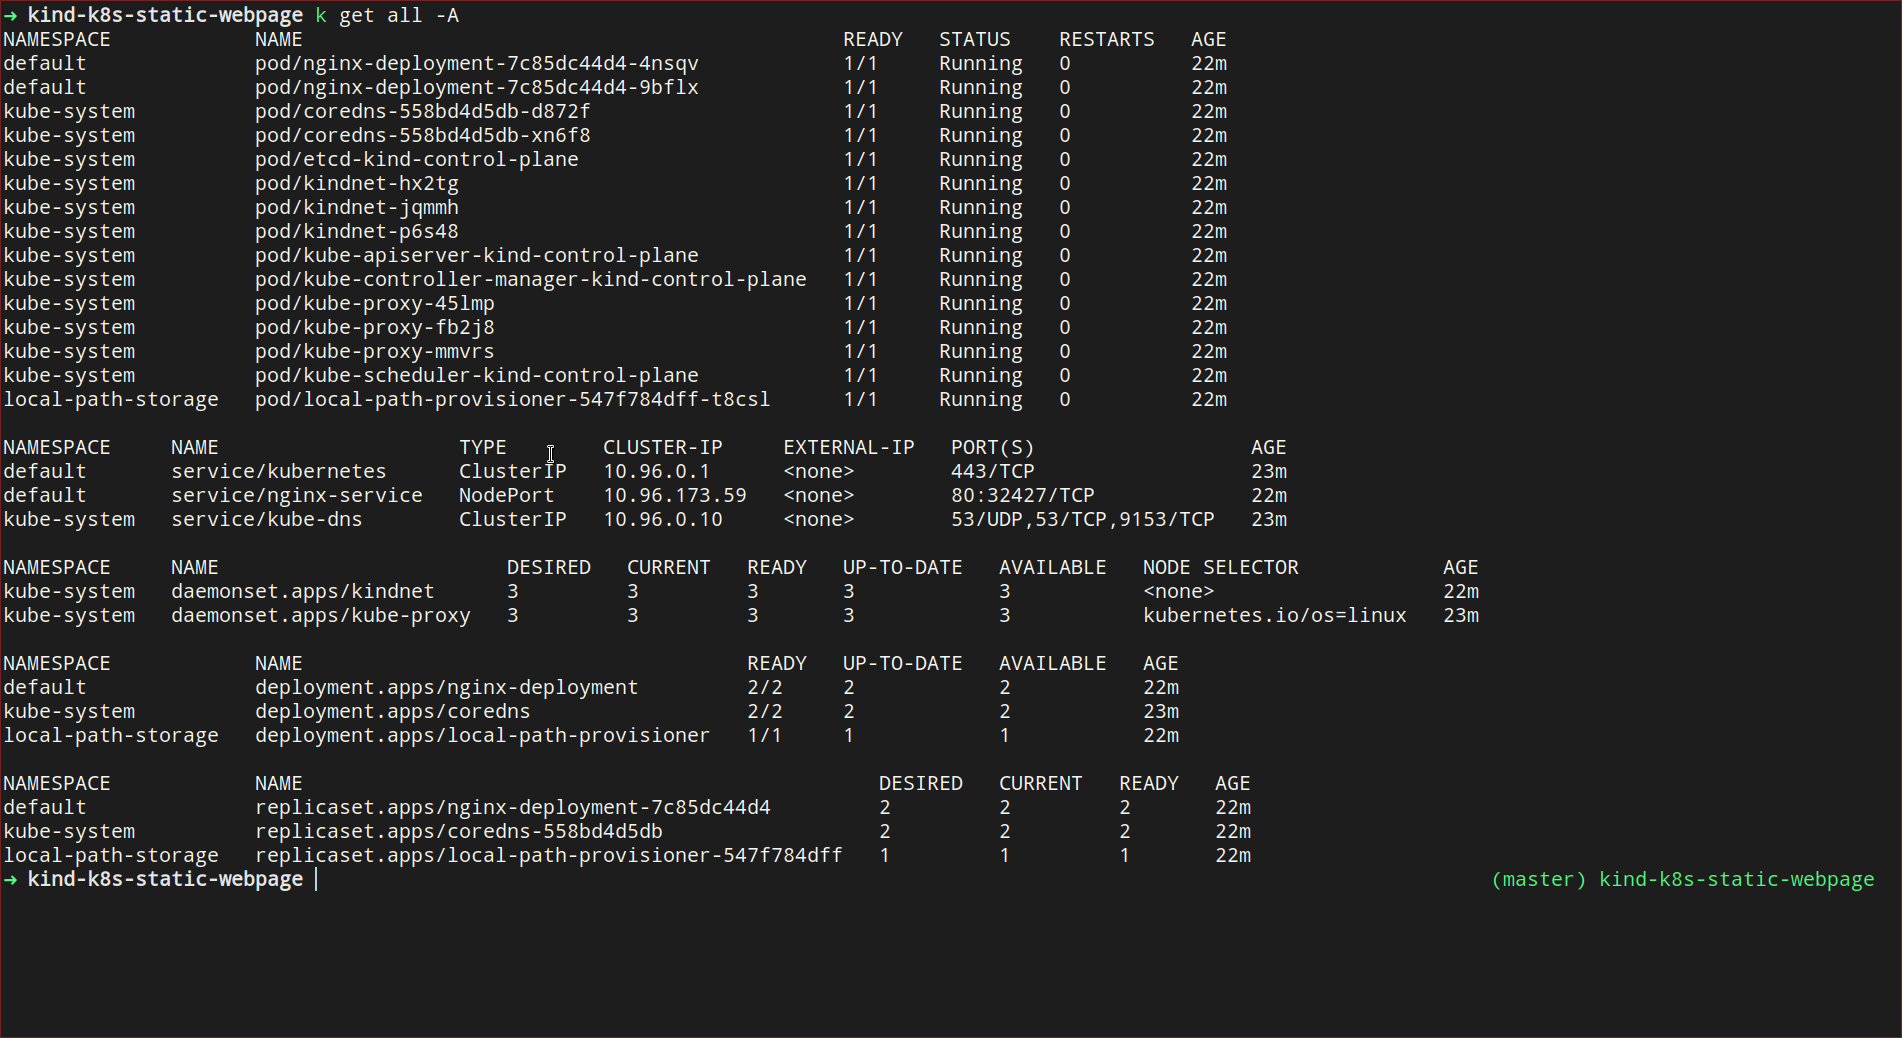 → kind-k8s-static-webpage k get all -A
NAMESPACE            NAME                                             READY   STATUS    RESTARTS   AGE
default              pod/nginx-deployment-7c85dc44d4-4nsqv            1/1     Running   0          22m
default              pod/nginx-deployment-7c85dc44d4-9bflx            1/1     Running   0          22m
kube-system          pod/coredns-558bd4d5db-d872f                     1/1     Running   0          22m
kube-system          pod/coredns-558bd4d5db-xn6f8                     1/1     Running   0          22m
kube-system          pod/etcd-kind-control-plane                      1/1     Running   0          22m
kube-system          pod/kindnet-hx2tg                                1/1     Running   0          22m
kube-system          pod/kindnet-jqmmh                                1/1     Running   0          22m
kube-system          pod/kindnet-p6s48                                1/1     Running   0          22m
kube-system          pod/kube-apiserver-kind-control-plane            1/1     Running   0          22m
kube-system          pod/kube-controller-manager-kind-control-plane   1/1     Running   0          22m
kube-system          pod/kube-proxy-45lmp                             1/1     Running   0          22m
kube-system          pod/kube-proxy-fb2j8                             1/1     Running   0          22m
kube-system          pod/kube-proxy-mmvrs                             1/1     Running   0          22m
kube-system          pod/kube-scheduler-kind-control-plane            1/1     Running   0          22m
local-path-storage   pod/local-path-provisioner-547f784dff-t8csl      1/1     Running   0          22m

NAMESPACE     NAME                    TYPE        CLUSTER-IP     EXTERNAL-IP   PORT(S)                  AGE
default       service/kubernetes      ClusterIP   10.96.0.1      <none>        443/TCP                  23m
default       service/nginx-service   NodePort    10.96.173.59   <none>        80:32427/TCP             22m
kube-system   service/kube-dns        ClusterIP   10.96.0.10     <none>        53/UDP,53/TCP,9153/TCP   23m

NAMESPACE     NAME                        DESIRED   CURRENT   READY   UP-TO-DATE   AVAILABLE   NODE SELECTOR            AGE
kube-system   daemonset.apps/kindnet      3         3         3       3            3           <none>                   22m
kube-system   daemonset.apps/kube-proxy   3         3         3       3            3           kubernetes.io/os=linux   23m

NAMESPACE            NAME                                     READY   UP-TO-DATE   AVAILABLE   AGE
default              deployment.apps/nginx-deployment         2/2     2            2           22m
kube-system          deployment.apps/coredns                  2/2     2            2           23m
local-path-storage   deployment.apps/local-path-provisioner   1/1     1            1           22m

NAMESPACE            NAME                                                DESIRED   CURRENT   READY   AGE
default              replicaset.apps/nginx-deployment-7c85dc44d4         2         2         2       22m
kube-system          replicaset.apps/coredns-558bd4d5db                  2         2         2       22m
local-path-storage   replicaset.apps/local-path-provisioner-547f784dff   1         1         1       22m
→ kind-k8s-static-webpage (master) kind-k8s-static-webpage